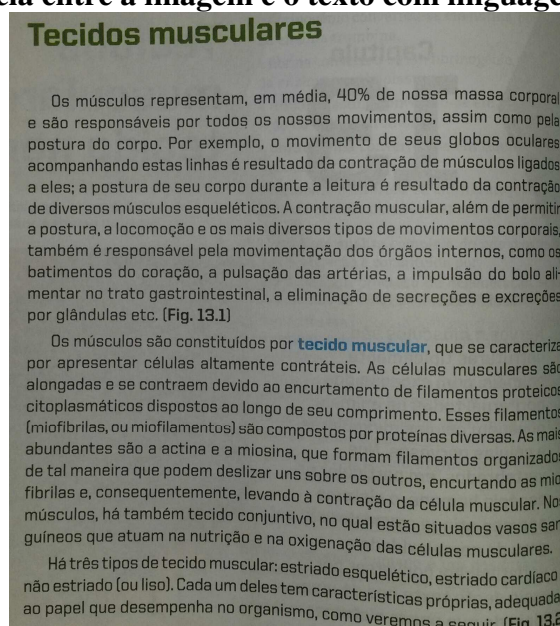 entre a imagem e o texto com
Tecidos musculares
Os músculos representam, em média, 40% de nossa massa corporal
e são responsáveis por todos os nossos movimentos, assim como pela
postura do corpo. Por exemplo, o movimento de seus globos oculares
acompanhando estas linhas é resultado da contração de músculos ligados
a eles; a postura de seu corpo durante a leitura é resultado da contração
de diversos músculos esqueléticos. A contração muscular, além de permitir
a postura, a locomoção e os mais diversos tipos de movimentos corporais,
também é responsável pela movimentação dos órgãos internos, como os
batimentos do coração, a pulsação das artérias, a impulsão do bolo ali-
mentar no trato gastrointestinal, a eliminação de secreções e excreções
por glândulas etc. (Fig. 13.1)
Os músculos são constituídos por tecido muscular, que se caracteriza
por apresentar células altamente contráteis. As células musculares são
alongadas e se contraem devido ao encurtamento de filamentos proteicos
citoplasmáticos dispostos ao longo de seu comprimento. Esses filamentos
(miofibrilas, ou miofilamentos) são compostos por proteínas diversas. As mais
abundantes são a actina e a miosina, que formam filamentos organizados
de tal maneira que podem deslizar uns sobre os outros, encurtando as mio
fibrilas e, consequentemente, levando à contração da célula muscular. Nos
músculos, há também tecido conjuntivo, no qual estão situados vasos san
guíneos que atuam na nutrição e na oxigenação das células musculares.
Há três tipos de tecido muscular: estriado esquelético, estriado cardíaco
não estriado (ou liso). Cada um deles tem características próprias, adequada
ao papel que desempenha no organismo, como veremos a seguir. (Fig. 13.2